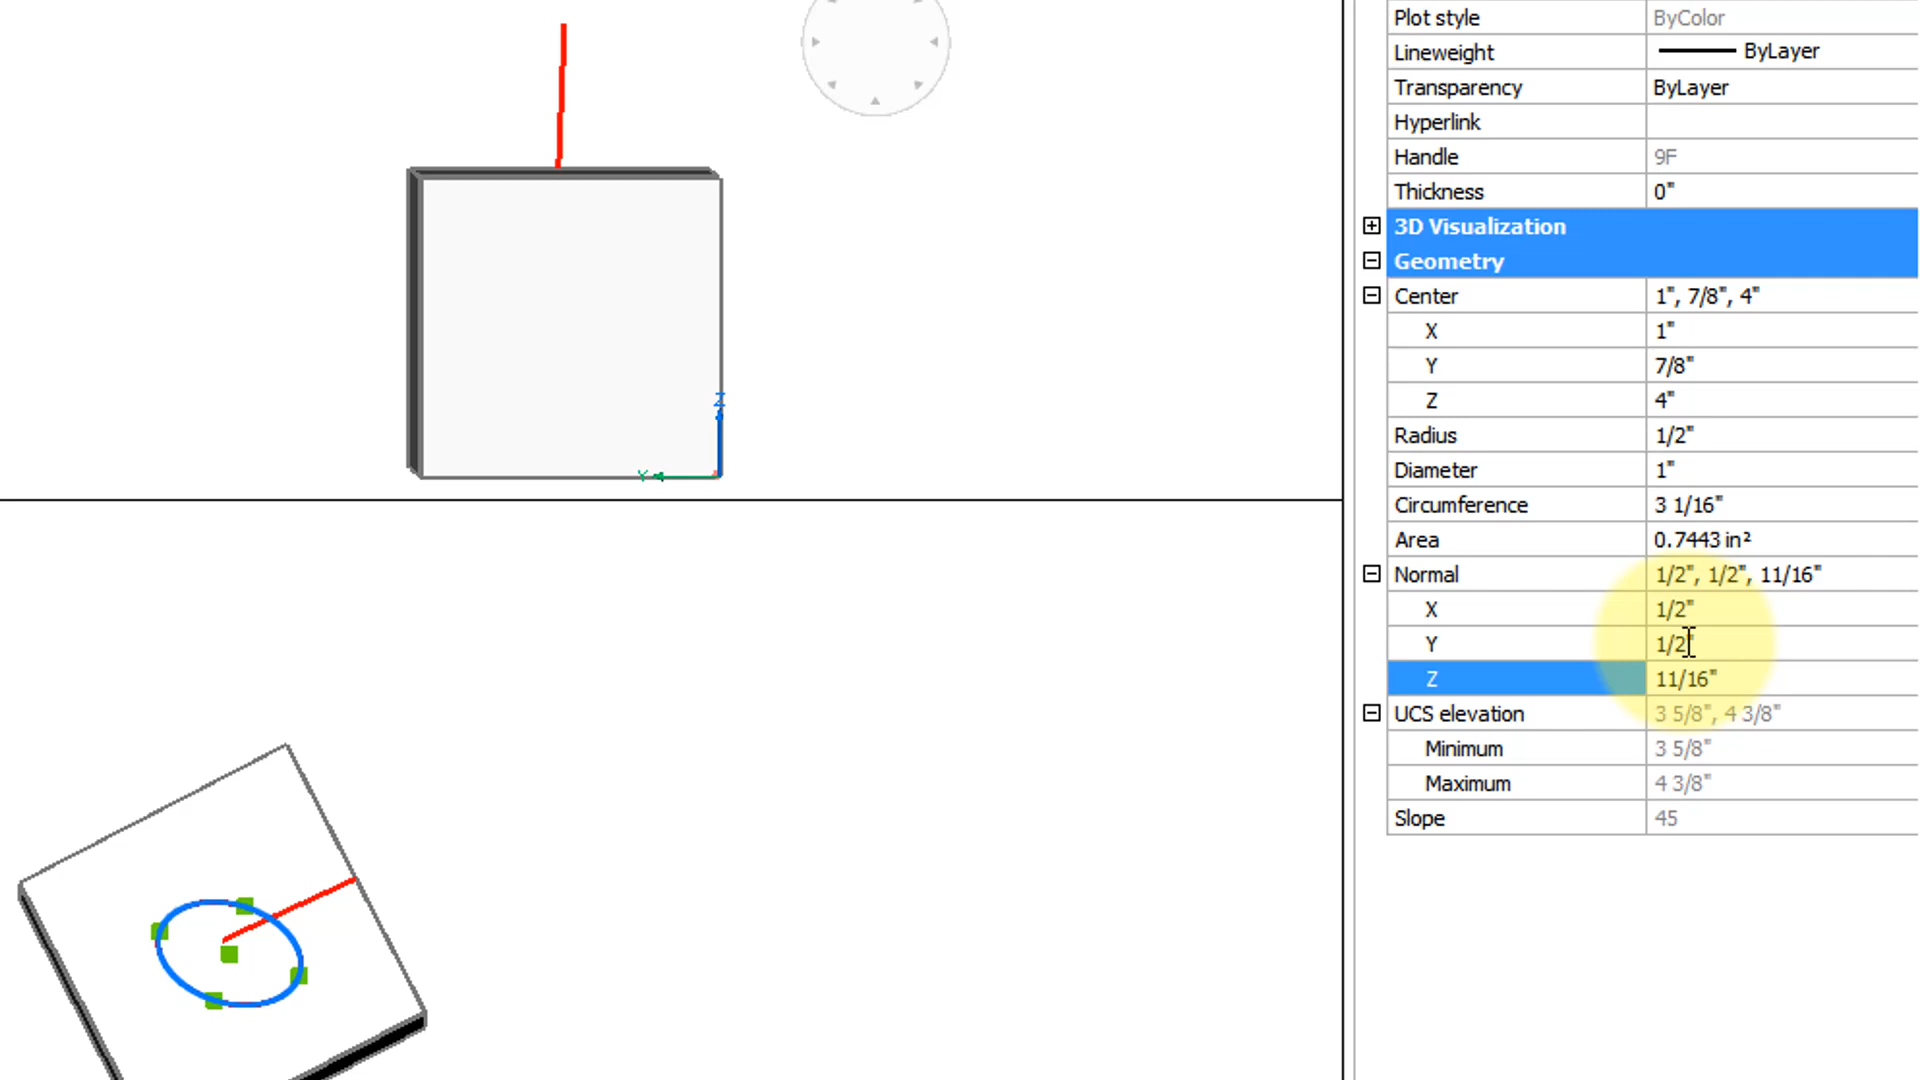 Plot style ByColor
Lineweight ByLayer
Transparency ByLayer
Hyperlink
Handle 9F
Thickness 0"
3D Visualization
Geometry
Center 1", 7/8", 4"
X 1"
Y 7/8"
Z 4"
Radius 1/2"
Diameter 1"
Circumference 3 1/16"
Area 0.7443 in²
Normal 1/2", 1/2", 11/16"
X 1/2"
Y 1/2"
Z 11/16"
UCS elevation 3 5/8", 4 3/8"
Minimum 3 5/8"
Maximum 4 3/8"
Slope 45
Z
Y